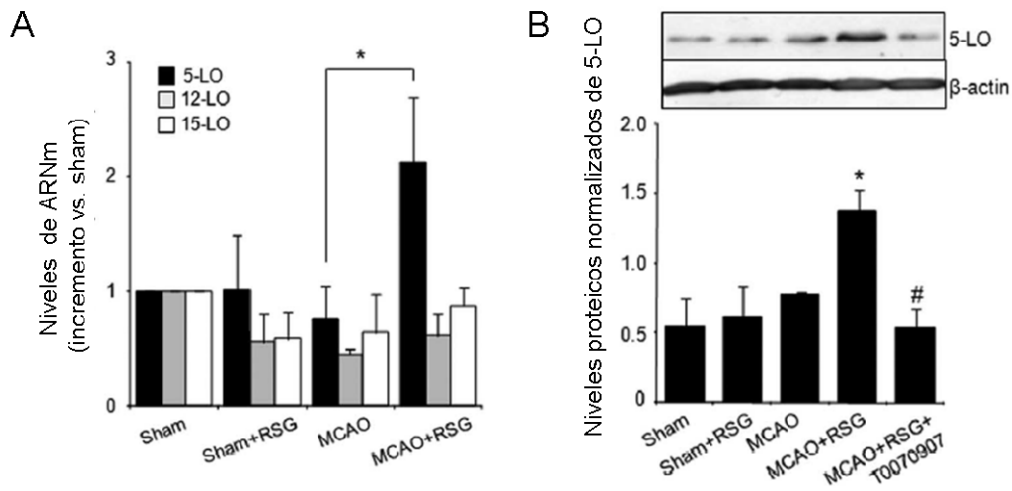 A
Niveles de ARNm
(incremento vs. sham)
3
2
1
0
*
5-LO
12-LO
15-LO
Sham
Sham+RSG
MCAO
MCAO+RSG
B
5-LO
β-actin
Niveles proteicos normalizados de 5-LO
2.0
1.5
1.0
0.5
0
*
#
Sham
Sham+RSG
MCAO
MCAO+RSG
MCAO+RSG+
T0070907